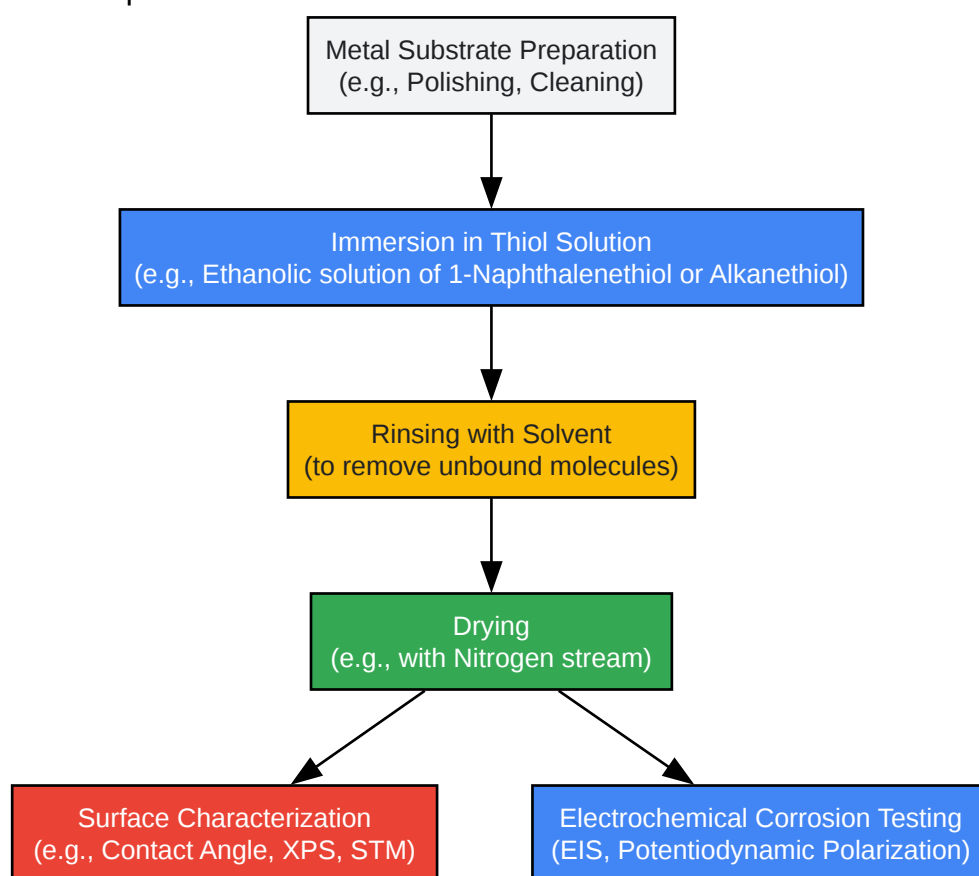 Metal Substrate Preparation
(e.g., Polishing, Cleaning)
Immersion in Thiol Solution
(e.g., Ethanolic solution of 1-Naphthalenethiol or Alkanethiol)
Rinsing with Solvent
(to remove unbound molecules)
Drying
(e.g., with Nitrogen stream)
Surface Characterization
(e.g., Contact Angle, XPS, STM)
Electrochemical Corrosion Testing
(EIS, Potentiodynamic Polarization)